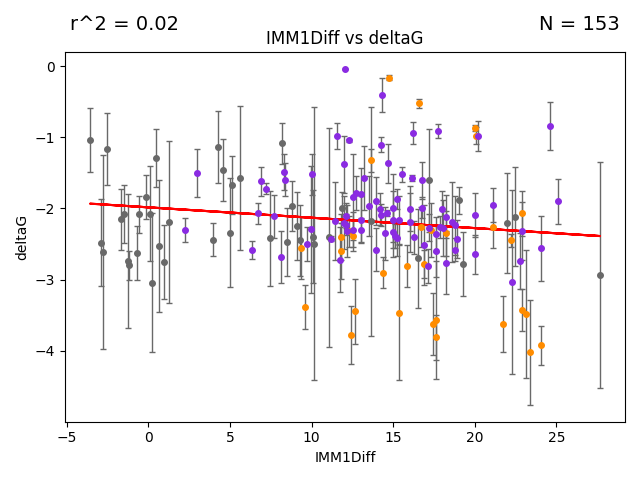 r^2 = 0.02
N = 153
IMM1Diff vs deltaG
deltaG
0
−1
−2
−3
−4
−5
0
5
10
15
20
25
IMM1Diff